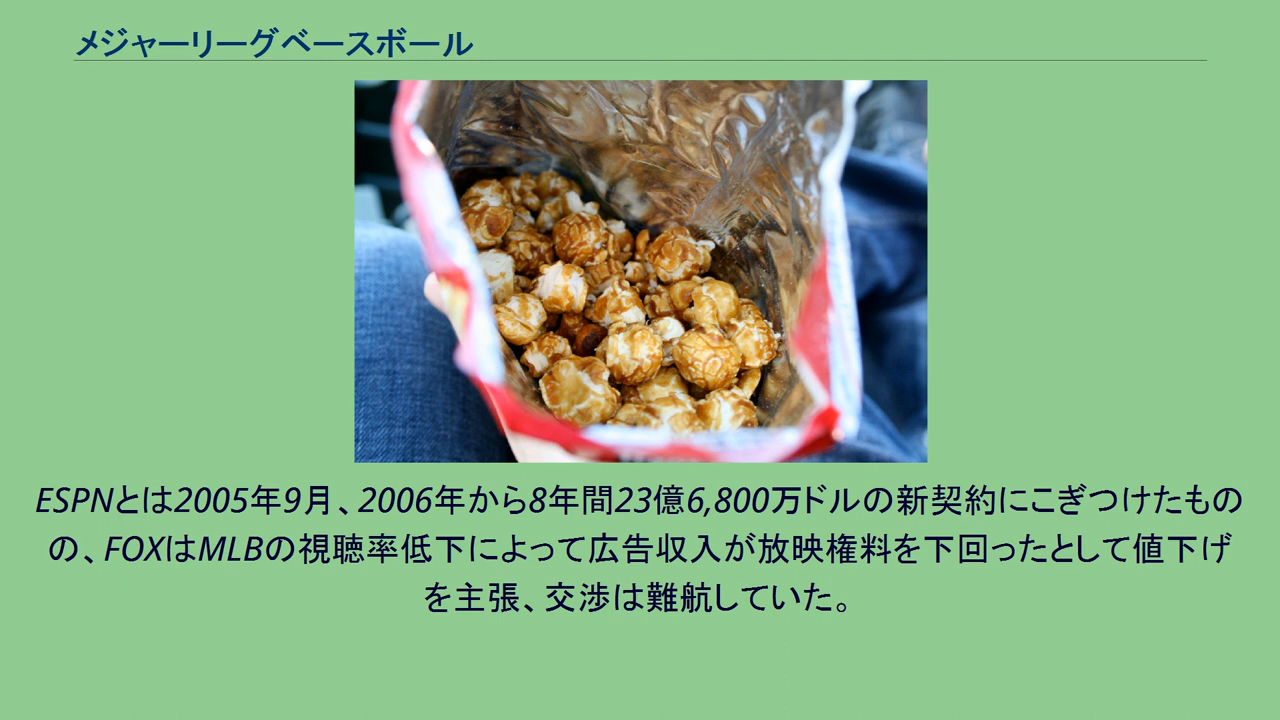 メジャーリーグベースボール
ESPNとは2005年9月、2006年から8年間23億6,800万ドルの新契約にこぎつけたもの
の、FOXはMLBの視聴率低下によって広告収入が放映権料を下回ったとして値下げ
を主張、交渉は難航していた。